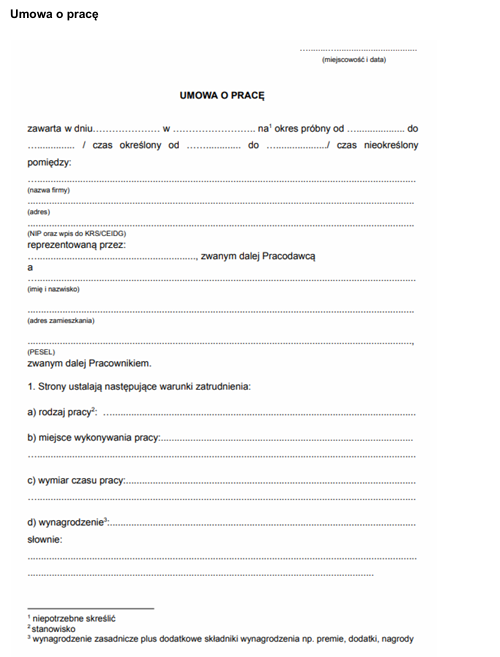 Umowa o pracę
..............................................
(miejscowość i data)
UMOWA O PRACĘ
zawarta w dniu………………… w …………………….. na¹ okres próbny od ….................. do
…............... / czas określony od ……............. do …..................../ czas nieokreślony
pomiędzy:
…................................................................................................................................
(nazwa firmy)
....................................................................................................................................
(adres)
....................................................................................................................................
(NIP oraz wpis do KRS/CEIDG)
reprezentowaną przez:
…......................................................., zwanym dalej Pracodawcą
a
....................................................................................................................................
(imię i nazwisko)
....................................................................................................................................
(adres zamieszkania)
..................................................................................................................................,
(PESEL)
zwanym dalej Pracownikiem.
1. Strony ustalają następujące warunki zatrudnienia:
a) rodzaj pracy²: ….......................................................................................................
b) miejsce wykonywania pracy:......................................................................................
…................................................................................................................................
c) wymiar czasu pracy:...................................................................................................
…................................................................................................................................
d) wynagrodzenie³:.........................................................................................................
słownie:
....................................................................................................................................
......................................................................................................................
¹ niepotrzebne skreślić
² stanowisko
³ wynagrodzenie zasadnicze plus dodatkowe składniki wynagrodzenia np. premie, dodatki, nagrody